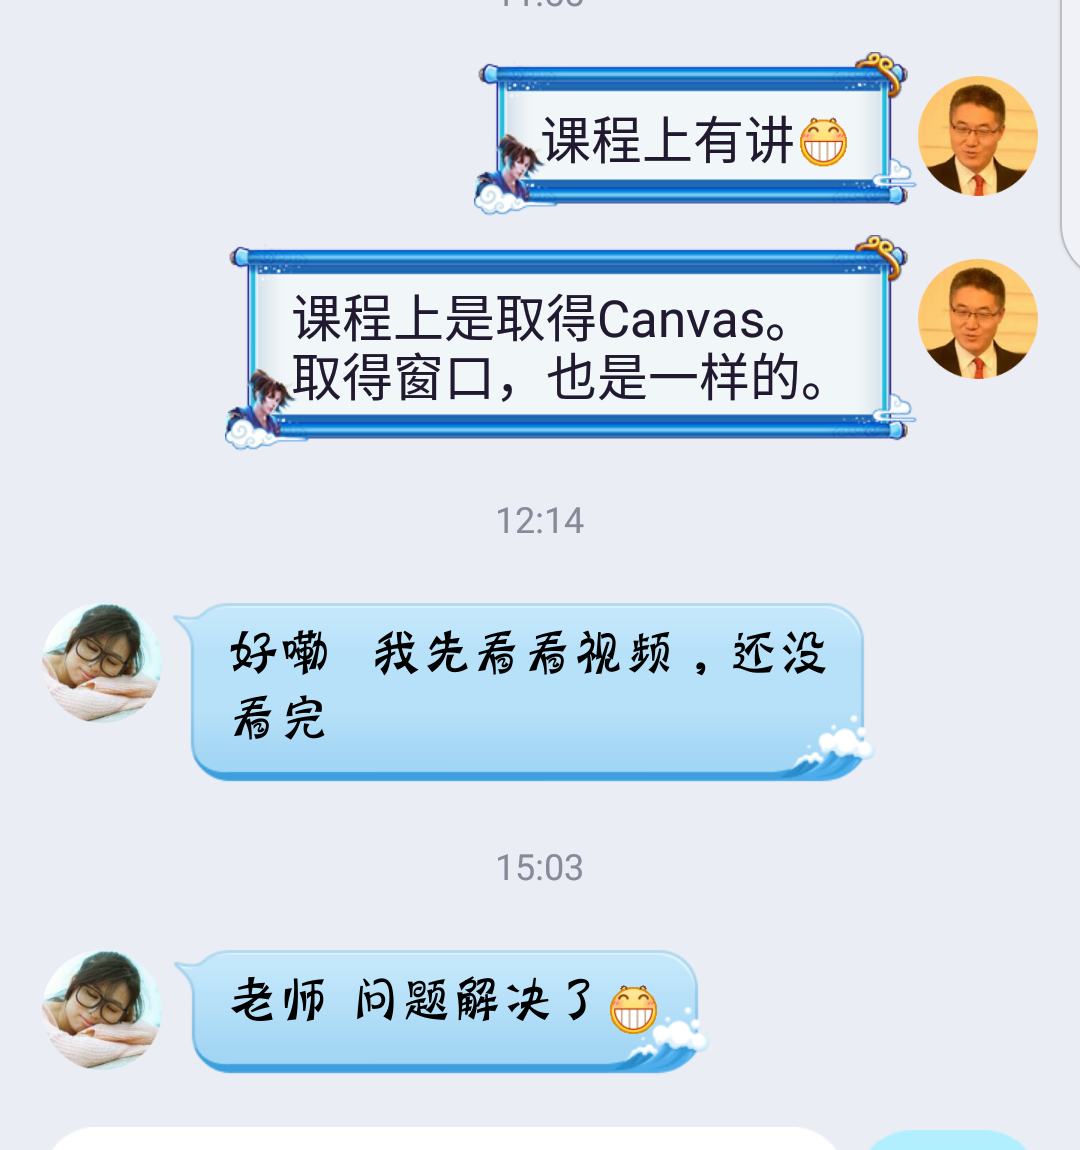 课程上有讲
课程上是取得Canvas。
取得窗口，也是一样的。
12:14
好嘞 我先看看视频，还没
看完
15:03
老师 问题解决了